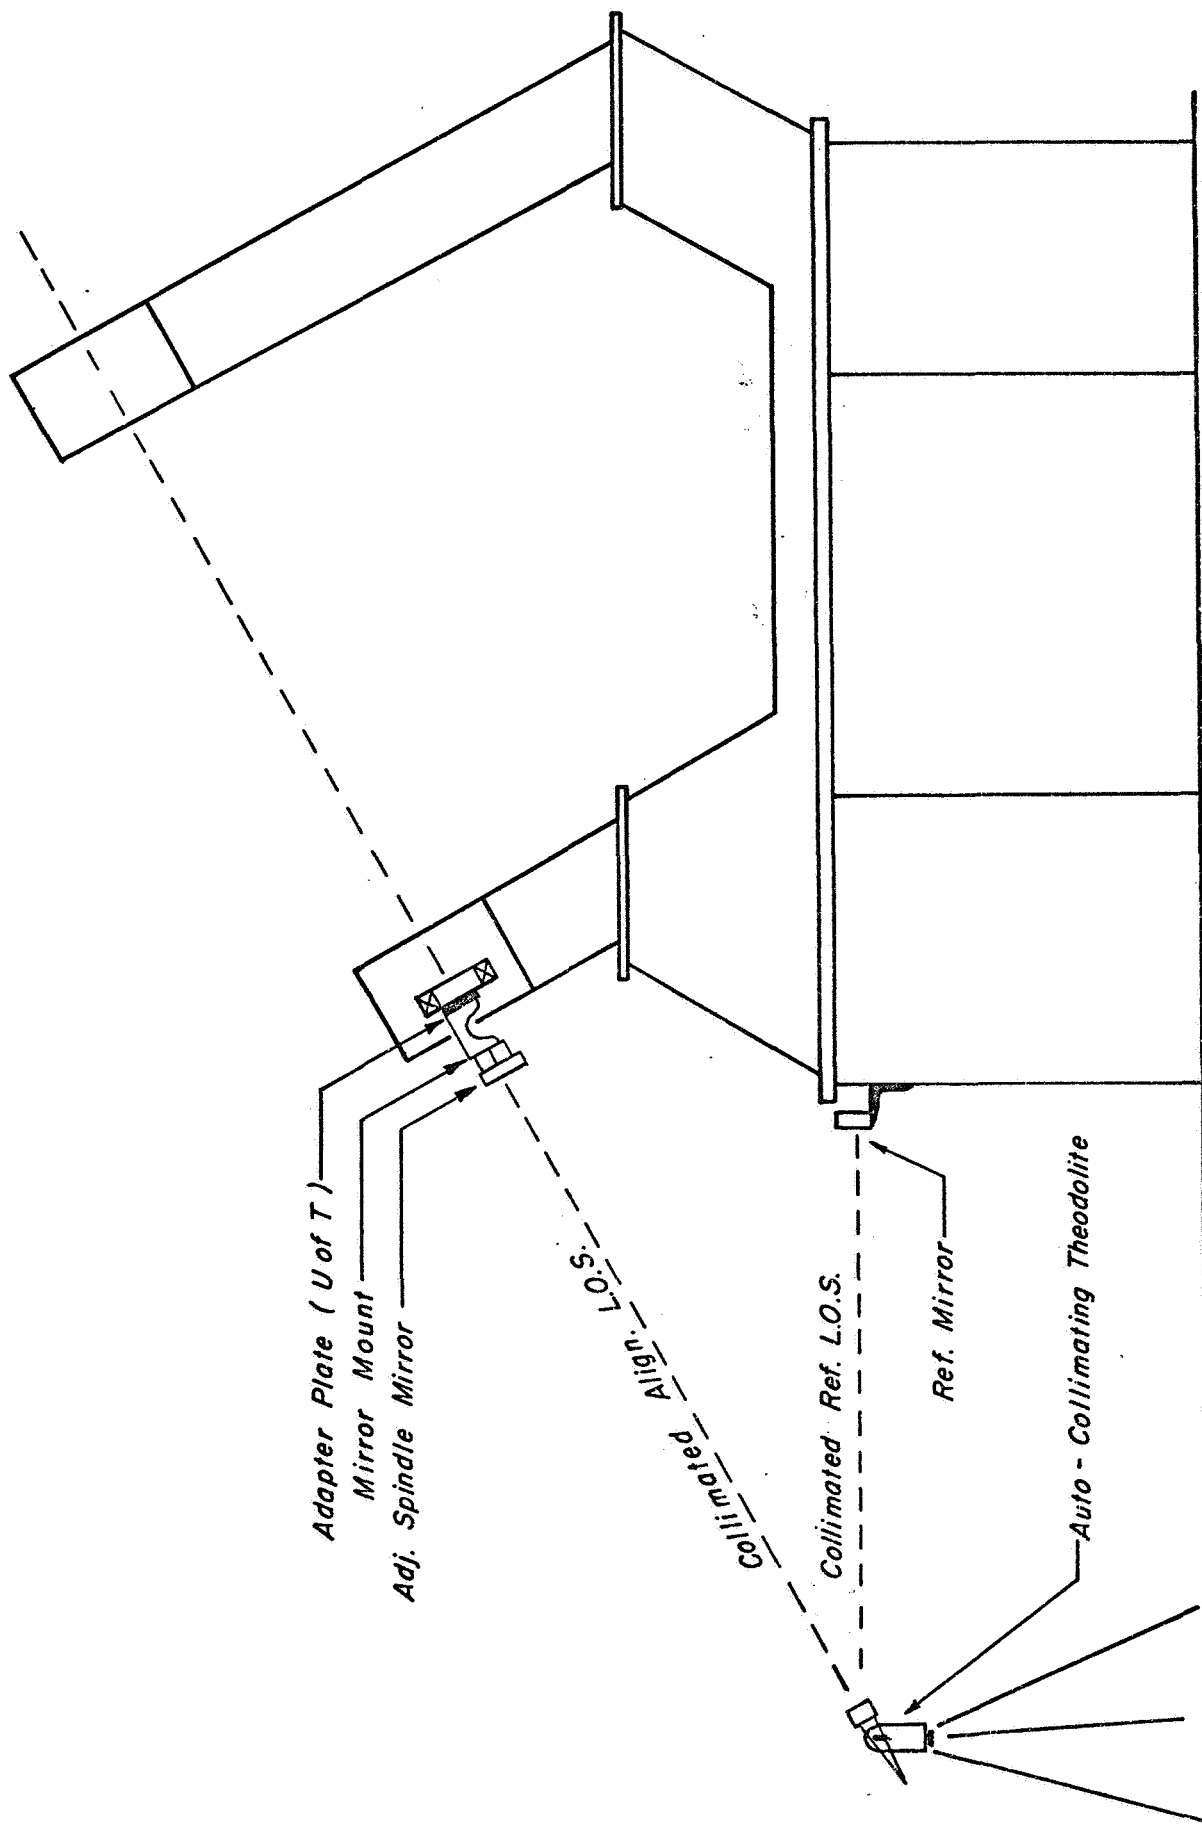 Adapter Plate ( U of T )
Mirror Mount
Adj. Spindle Mirror
Collimated Align. L.O.S.
Collimated Ref. L.O.S.
Ref. Mirror
Auto - Collimating Theodolite